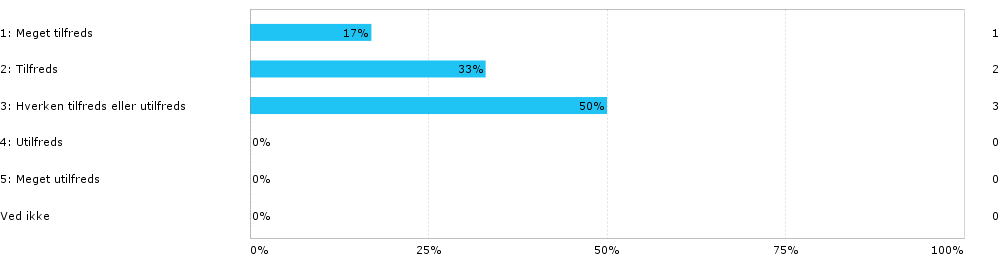 1: Meget tilfreds 17% 1
2: Tilfreds 33% 2
3: Hverken tilfreds eller utilfreds 50% 3
4: Utilfreds 0% 0
5: Meget utilfreds 0% 0
Ved ikke 0% 0
0% 25% 50% 75% 100%